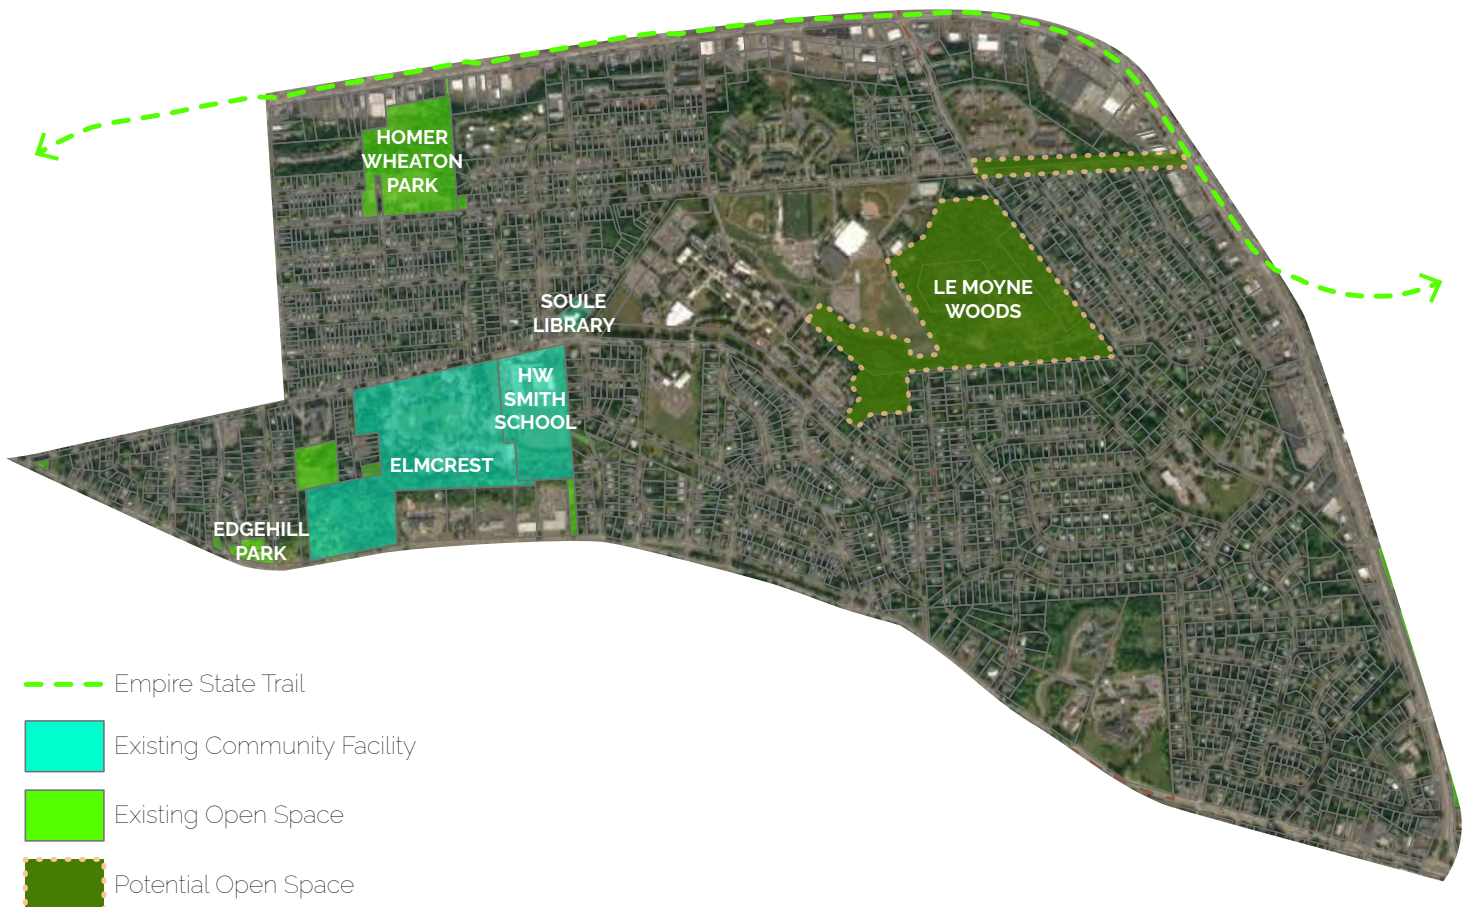 HOMER
WHEATON
PARK
LE MOYNE
WOODS
SOULE
LIBRARY
HW
SMITH
SCHOOL
ELMCREST
EDGEHILL
PARK
Empire State Trail
Existing Community Facility
Existing Open Space
Potential Open Space